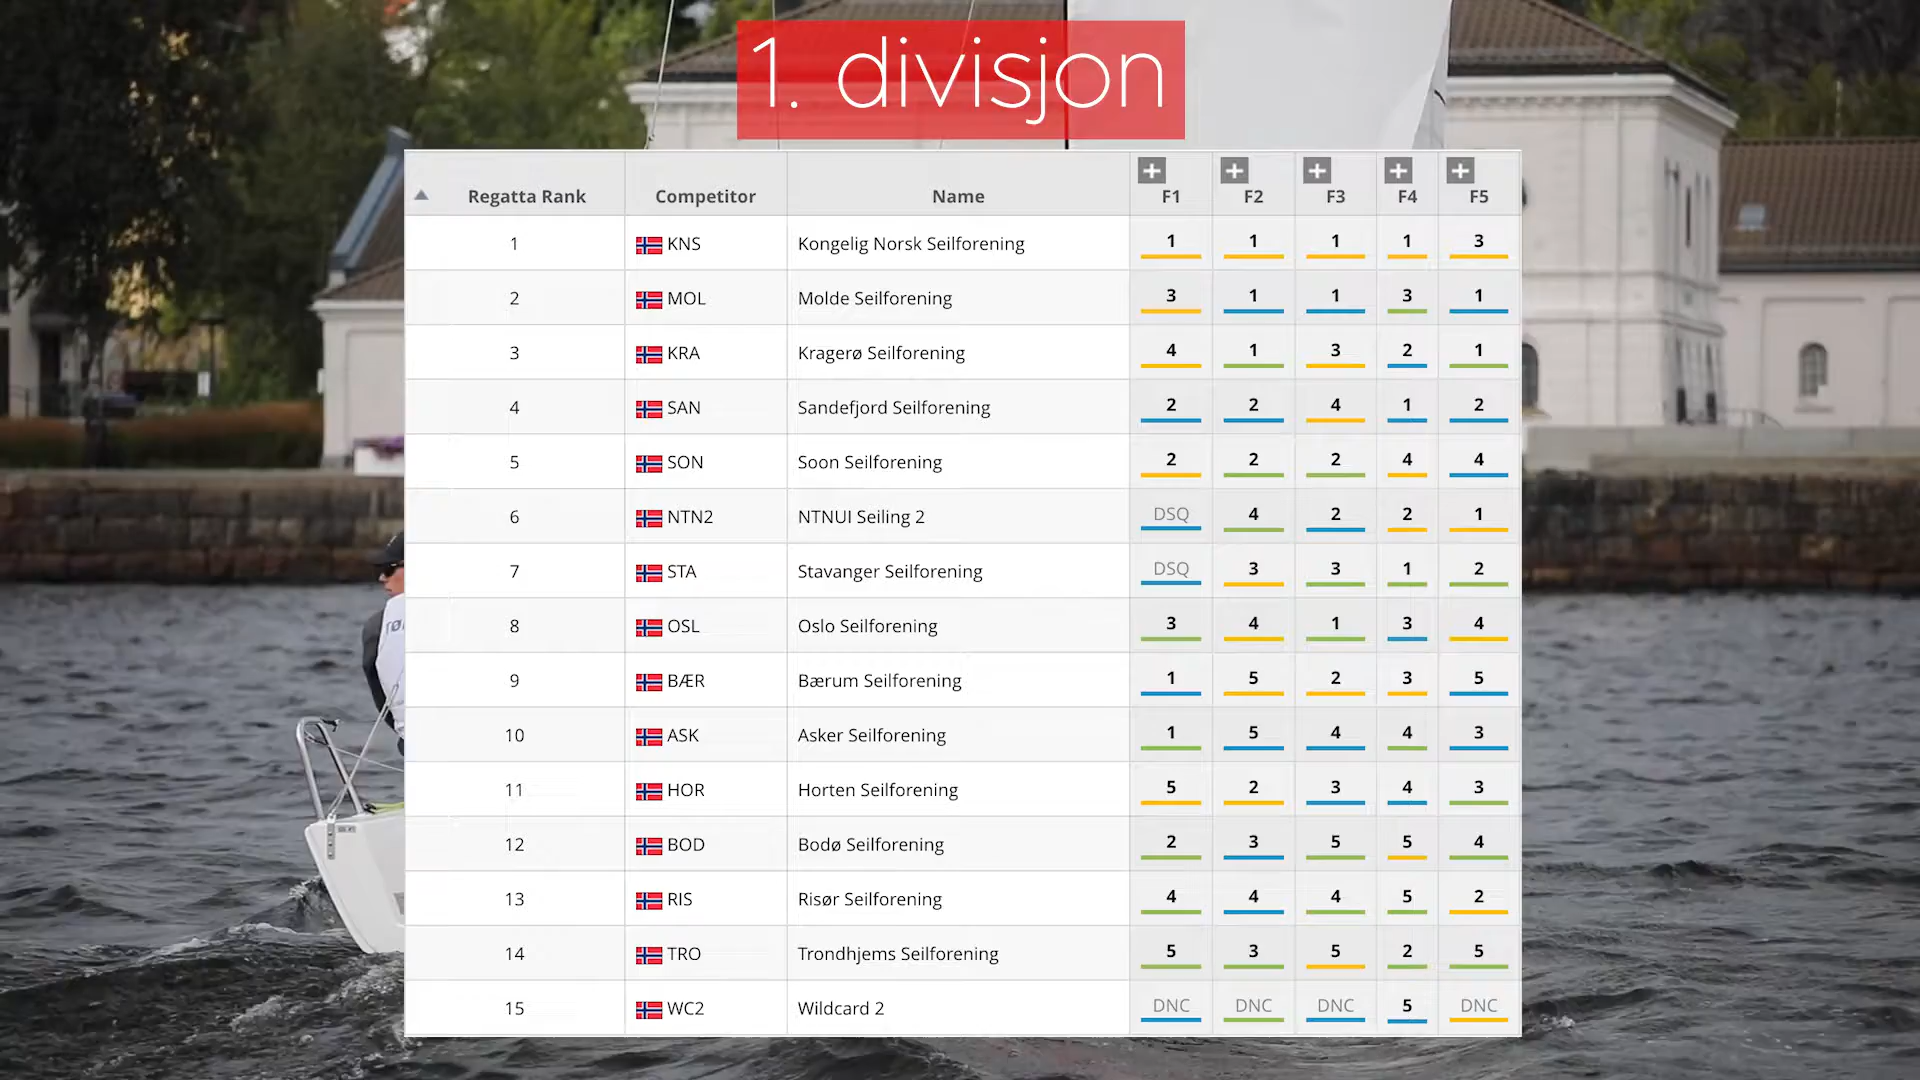 1. divisjon
Regatta Rank Competitor Name F1 F2 F3 F4 F5
1 KNS Kongelig Norsk Seilforening 1 1 1 1 3
2 MOL Molde Seilforening 3 1 1 3 1
3 KRA Kragerø Seilforening 4 1 3 2 1
4 SAN Sandefjord Seilforening 2 2 4 1 2
5 SON Soon Seilforening 2 2 2 4 4
6 NTN2 NTNUI Seiling 2 DSQ 4 2 2 1
7 STA Stavanger Seilforening DSQ 3 3 1 2
8 OSL Oslo Seilforening 3 4 1 3 4
9 BÆR Bærum Seilforening 1 5 2 3 5
10 ASK Asker Seilforening 1 5 4 4 3
11 HOR Horten Seilforening 5 2 3 4 3
12 BOD Bodø Seilforening 2 3 5 5 4
13 RIS Risør Seilforening 4 4 4 5 2
14 TRO Trondhjems Seilforening 5 3 5 2 5
15 WC2 Wildcard 2 DNC DNC DNC 5 DNC